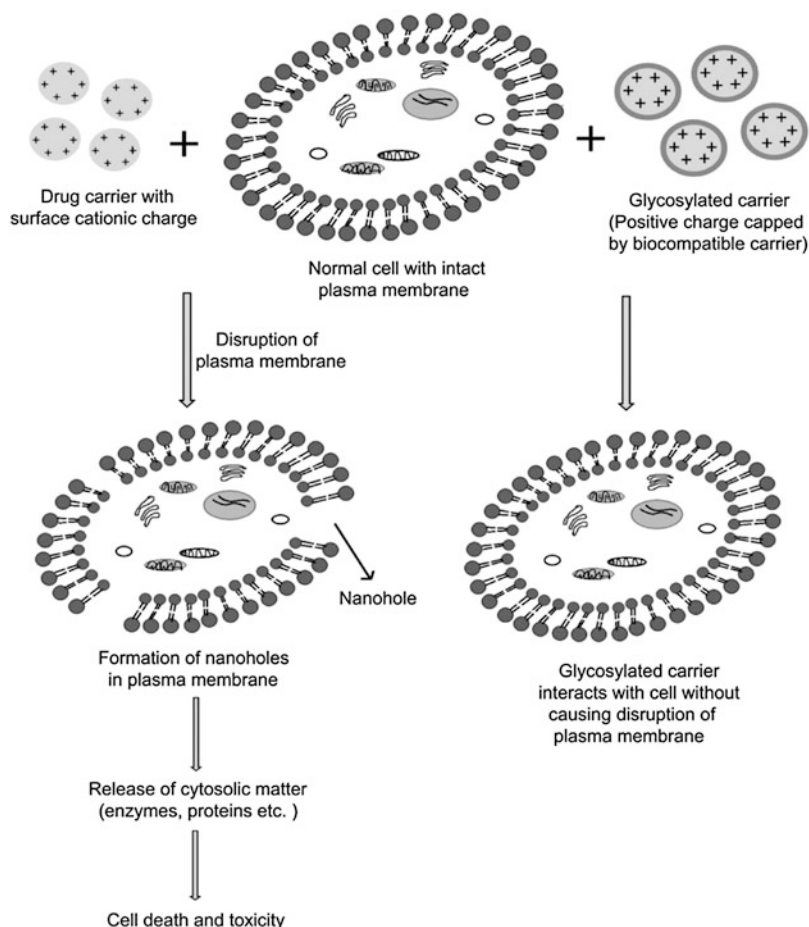 Drug carrier with
surface cationic charge
Normal cell with intact
plasma membrane
Glycosylated carrier
(Positive charge capped
by biocompatible carrier)
Disruption of
plasma membrane
Nanohole
Formation of nanoholes
in plasma membrane
Glycosylated carrier
interacts with cell without
causing disruption of
plasma membrane
Release of cytosolic matter
(enzymes, proteins etc. )
Cell death and toxicity